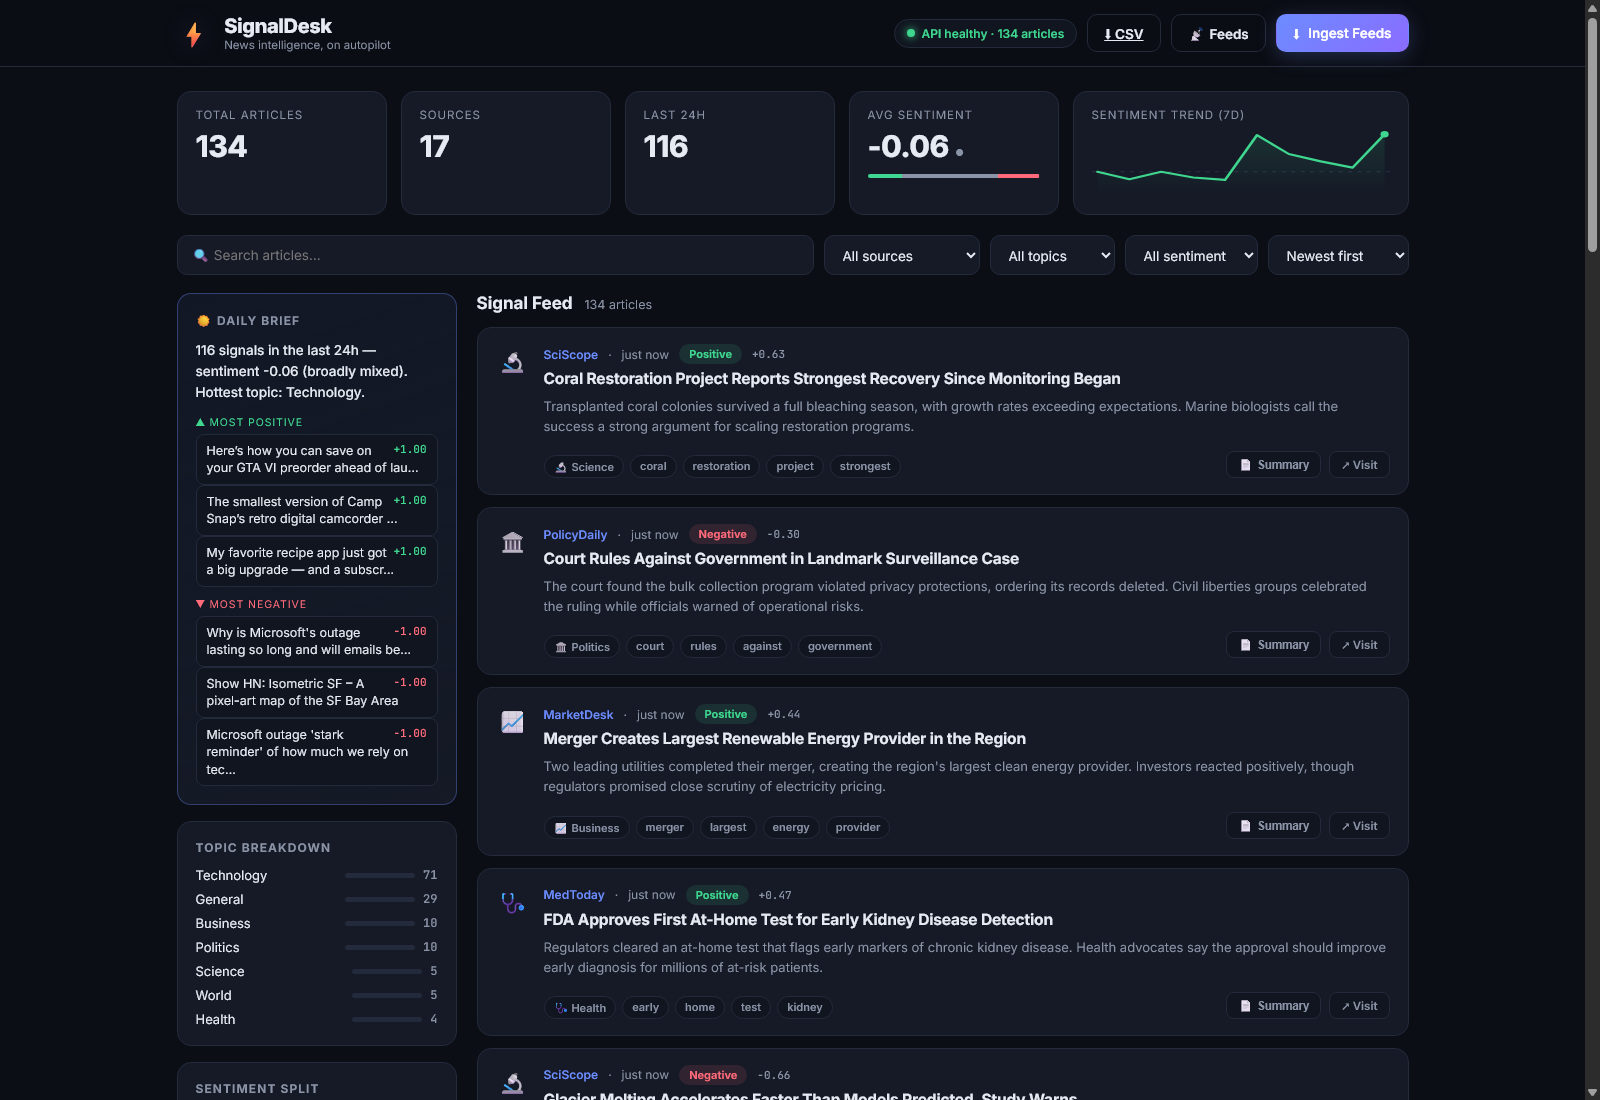 SignalDesk
News intelligence, on autopilot
API healthy · 134 articles
⬇ CSV
Feeds
⬇ Ingest Feeds
TOTAL ARTICLES
134
SOURCES
17
LAST 24H
116
AVG SENTIMENT
-0.06
SENTIMENT TREND (7D)
Search articles...
All sources
All topics
All sentiment
Newest first
DAILY BRIEF
116 signals in the last 24h —
sentiment -0.06 (broadly mixed).
Hottest topic: Technology.
▲ MOST POSITIVE
Here's how you can save on +1.00
your GTA VI preorder ahead of lau...
The smallest version of Camp +1.00
Snap's retro digital camcorder ...
My favorite recipe app just got +1.00
a big upgrade — and a subscr...
▼ MOST NEGATIVE
Why is Microsoft's outage -1.00
lasting so long and will emails be...
Show HN: Isometric SF – A -1.00
pixel-art map of the SF Bay Area
Microsoft outage 'stark -1.00
reminder' of how much we rely on
tec...
TOPIC BREAKDOWN
Technology 71
General 29
Business 10
Politics 10
Science 5
World 5
Health 4
SENTIMENT SPLIT
Signal Feed 134 articles
SciScope · just now Positive +0.63
Coral Restoration Project Reports Strongest Recovery Since Monitoring Began
Transplanted coral colonies survived a full bleaching season, with growth rates exceeding expectations. Marine biologists call the
success a strong argument for scaling restoration programs.
Science coral restoration project strongest Summary ↗ Visit
PolicyDaily · just now Negative -0.30
Court Rules Against Government in Landmark Surveillance Case
The court found the bulk collection program violated privacy protections, ordering its records deleted. Civil liberties groups celebrated
the ruling while officials warned of operational risks.
Politics court rules against government Summary ↗ Visit
MarketDesk · just now Positive +0.44
Merger Creates Largest Renewable Energy Provider in the Region
Two leading utilities completed their merger, creating the region's largest clean energy provider. Investors reacted positively, though
regulators promised close scrutiny of electricity pricing.
Business merger largest energy provider Summary ↗ Visit
MedToday · just now Positive +0.47
FDA Approves First At-Home Test for Early Kidney Disease Detection
Regulators cleared an at-home test that flags early markers of chronic kidney disease. Health advocates say the approval should improve
early diagnosis for millions of at-risk patients.
Health early home test kidney Summary ↗ Visit
SciScope · just now Negative -0.66
Glacier Melting Accelerates Faster Than Models Predicted, Study Warns